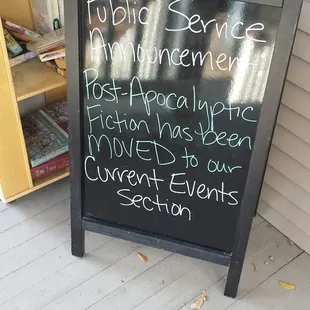 Public Service
Announcement
Post-Apocalyptic
Fiction has been
MOVED to our
Current Events
Section